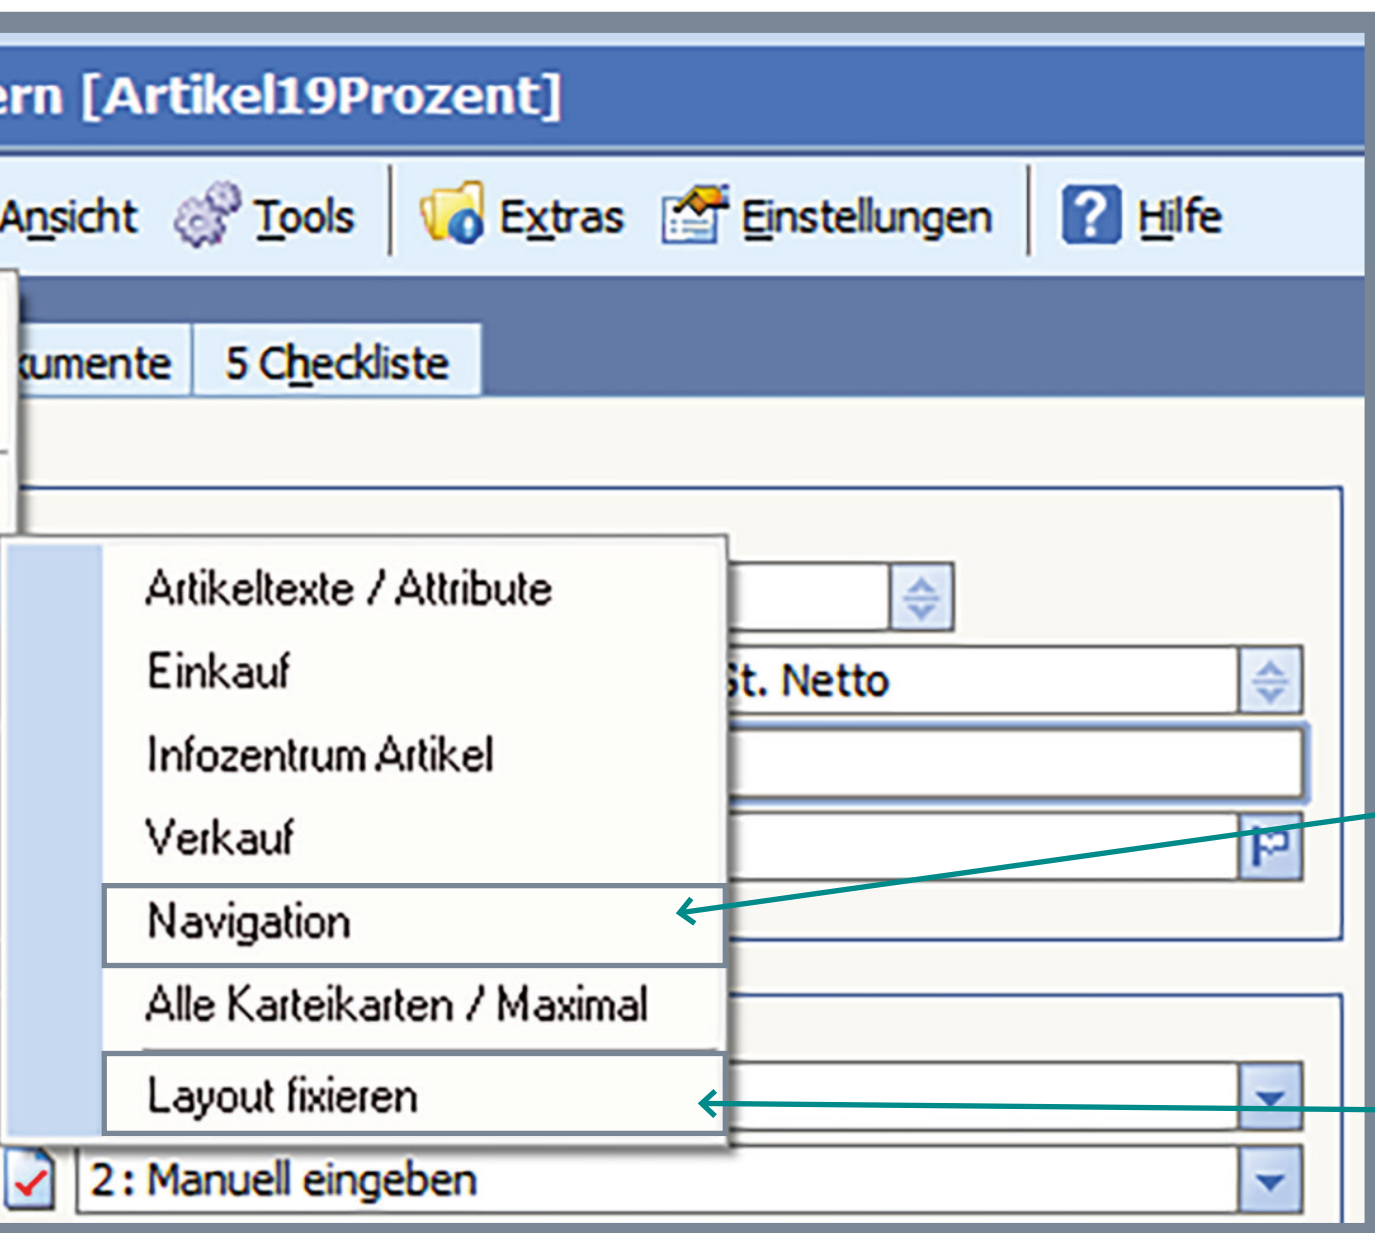 ern [Artikel19Prozent]
Ansicht Tools Extras Einstellungen Hilfe
kumente 5 Checkliste
Artikeltexte / Attribute
Einkauf
St. Netto
Infozentrum Artikel
Verkauf
Navigation
Alle Karteikarten / Maximal
Layout fixieren
2: Manuell eingeben